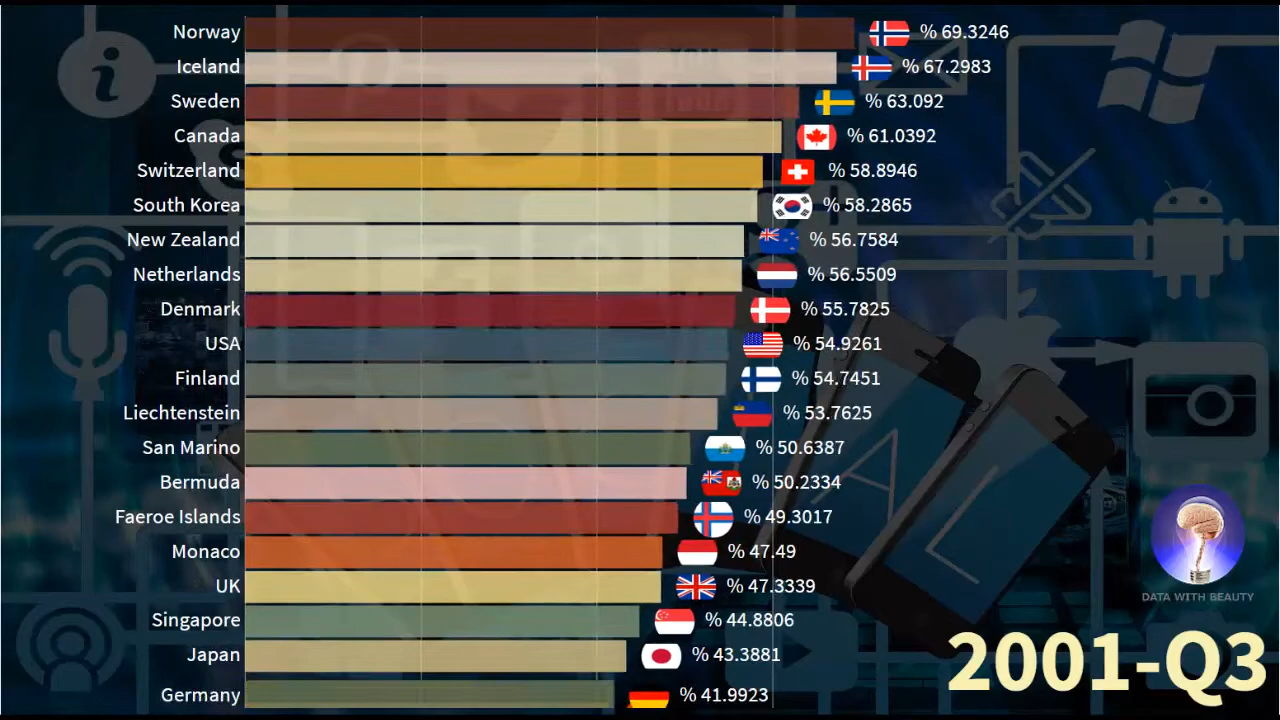 Norway % 69.3246
Iceland % 67.2983
Sweden % 63.092
Canada % 61.0392
Switzerland % 58.8946
South Korea % 58.2865
New Zealand % 56.7584
Netherlands % 56.5509
Denmark % 55.7825
USA % 54.9261
Finland % 54.7451
Liechtenstein % 53.7625
San Marino % 50.6387
Bermuda % 50.2334
Faeroe Islands % 49.3017
Monaco % 47.49
UK % 47.3339
Singapore % 44.8806
Japan % 43.3881
Germany % 41.9923
DATA WITH BEAUTY
2001-Q3